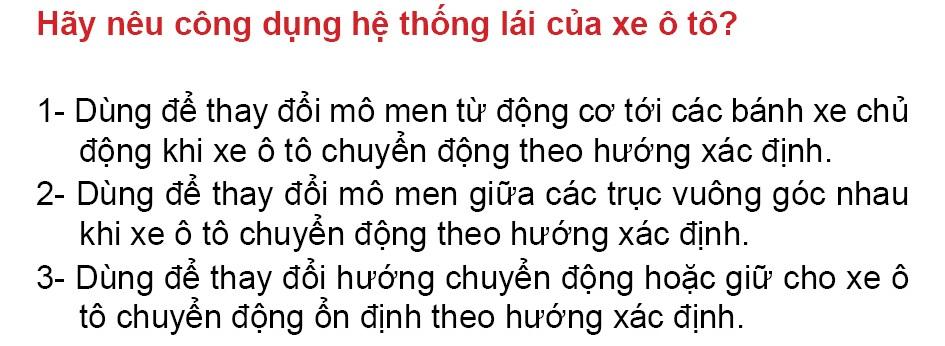 Hãy nêu công dụng hệ thống lái của xe ô tô?
1- Dùng để thay đổi mô men từ động cơ tới các bánh xe chủ
động khi xe ô tô chuyển động theo hướng xác định.
2- Dùng để thay đổi mô men giữa các trục vuông góc nhau
khi xe ô tô chuyển động theo hướng xác định.
3- Dùng để thay đổi hướng chuyển động hoặc giữ cho xe ô
tô chuyển động ổn định theo hướng xác định.